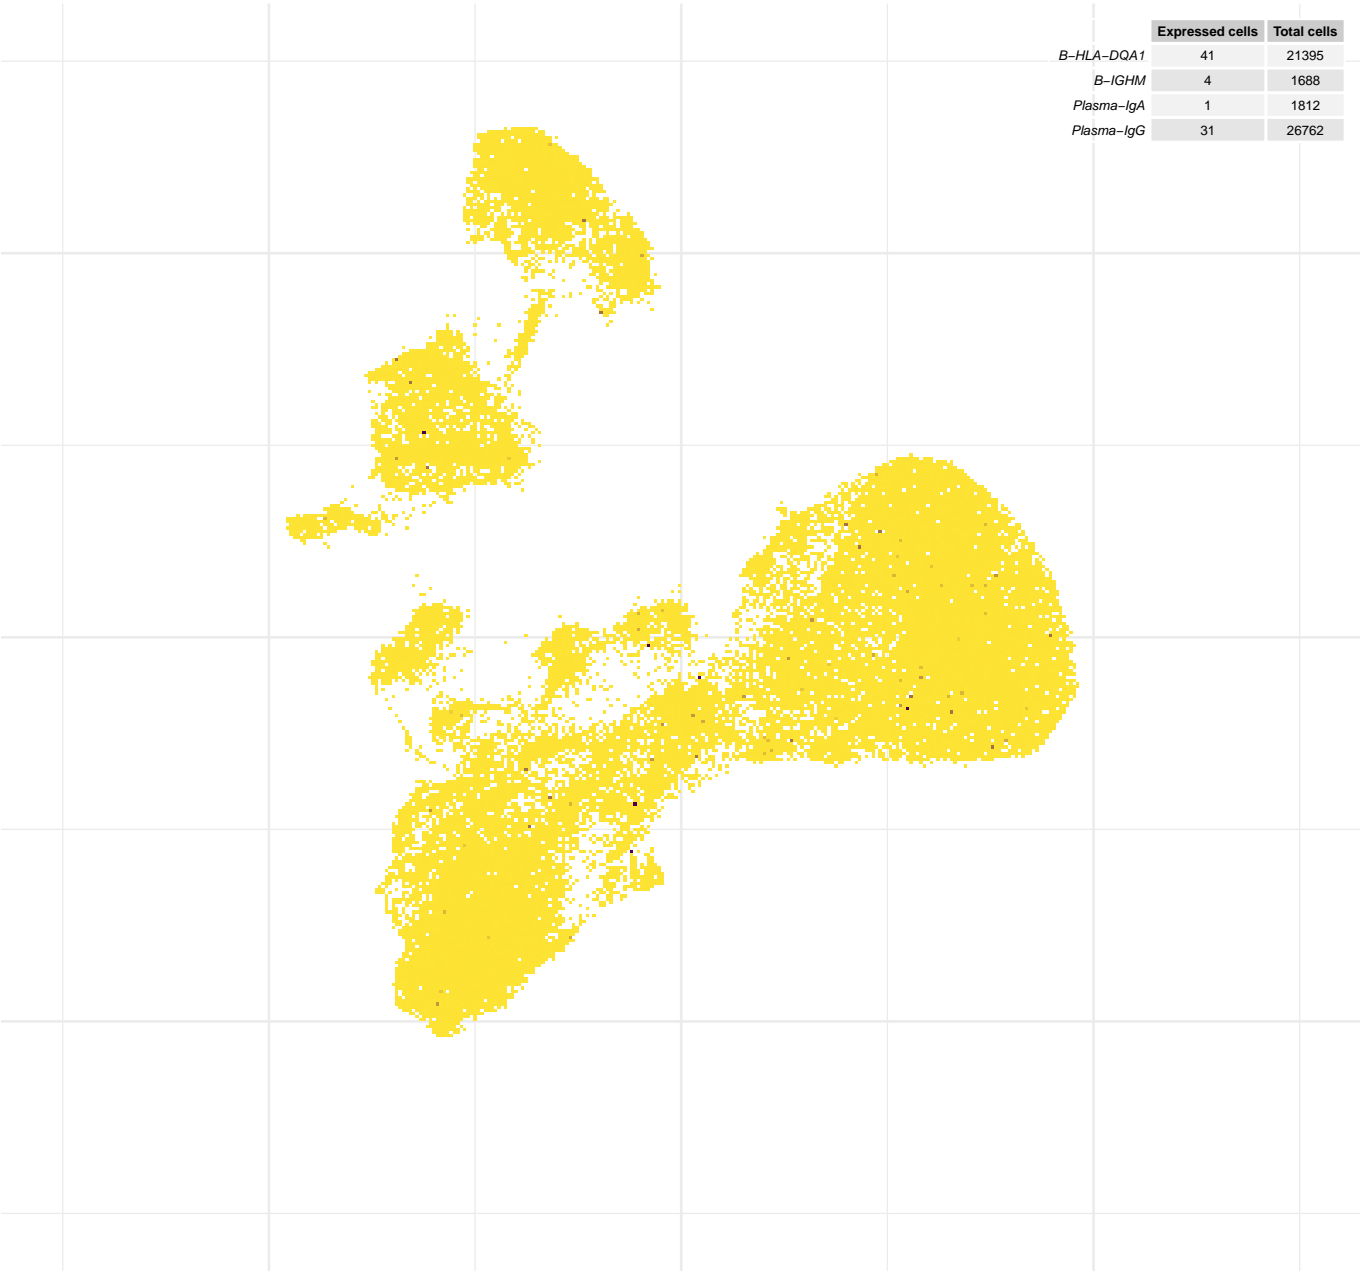 Expressed cells Total cells
B−HLA−DQA1 41 21395
B−IGHM 4 1688
Plasma−IgA 1 1812
Plasma−IgG 31 26762